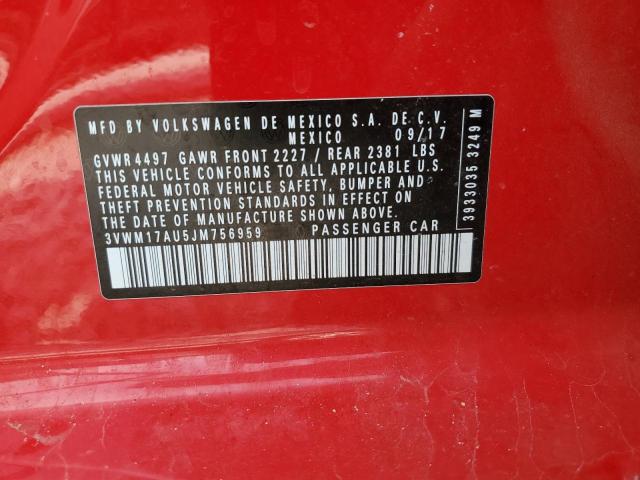 MFD BY VOLKSWAGEN DE MEXICO S.A. DE C.V.
MEXICO 09/17
GVWR 4497 GAWR FRONT 2227 / REAR 2381 LBS
THIS VEHICLE CONFORMS TO ALL APPLICABLE U.S.
FEDERAL MOTOR VEHICLE SAFETY, BUMPER AND
THEFT PREVENTION STANDARDS IN EFFECT ON
THE DATE OF MANUFACTURE SHOWN ABOVE.
3VWM17AU5JM756959 PASSENGER CAR
3933035 3249 M